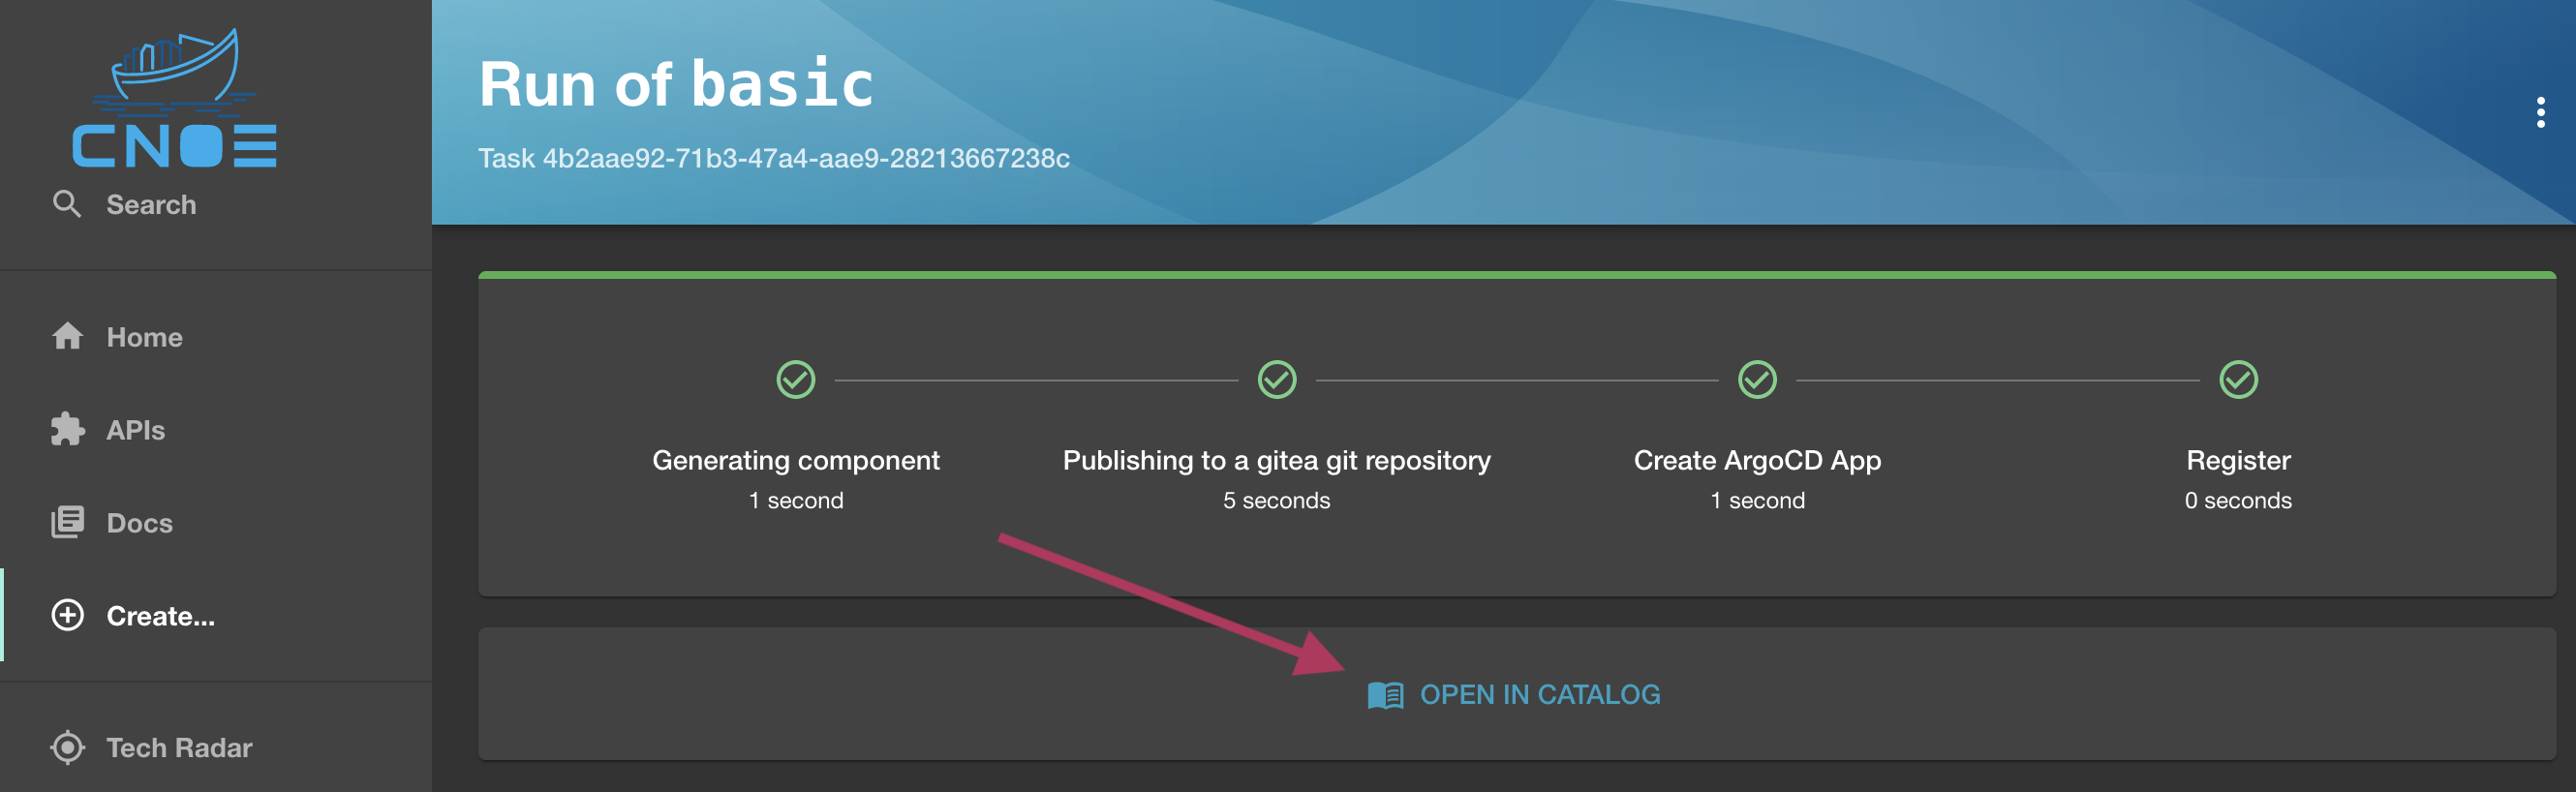 CNOE
Search
Home
APIs
Docs
Create...
Tech Radar
Run of basic
Task 4b2aae92-71b3-47a4-aae9-28213667238c
Generating component
1 second
Publishing to a gitea git repository
5 seconds
Create ArgoCD App
1 second
Register
0 seconds
OPEN IN CATALOG